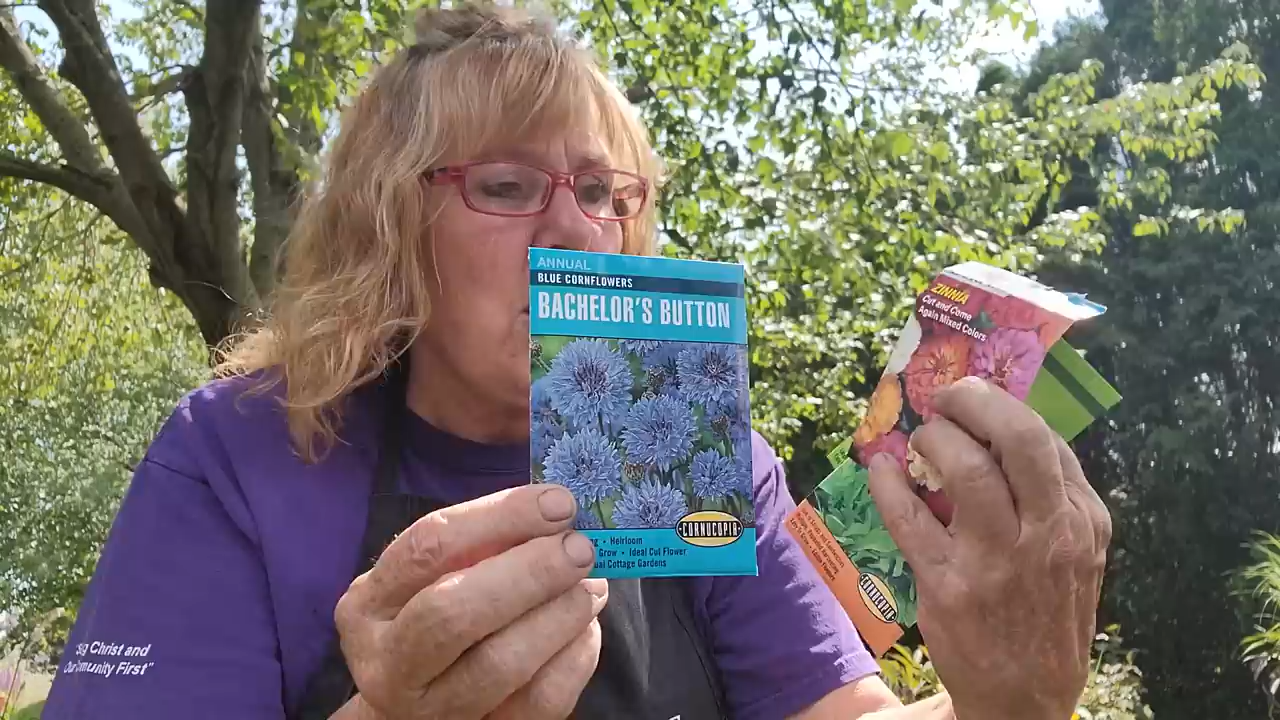 ANNUAL
BLUE CORNFLOWERS
BACHELOR'S BUTTON
CORNUCOPIA
• Heirloom
Grow • Ideal Cut Flower
Cottage Gardens
ZINNIA
Cut and Come
Again Mixed Colors
CORNUCOPIA
Christ and
Community First"